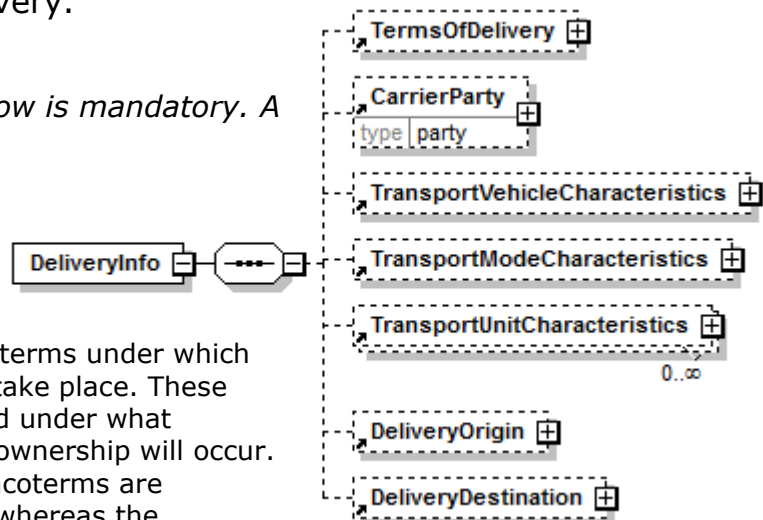 very.
ow is mandatory. A
terms under which
take place. These
d under what
ownership will occur.
coterms are
whereas the
DeliveryInfo
TermsOfDelivery
CarrierParty
type party
TransportVehicleCharacteristics
TransportModeCharacteristics
TransportUnitCharacteristics
0..∞
DeliveryOrigin
DeliveryDestination